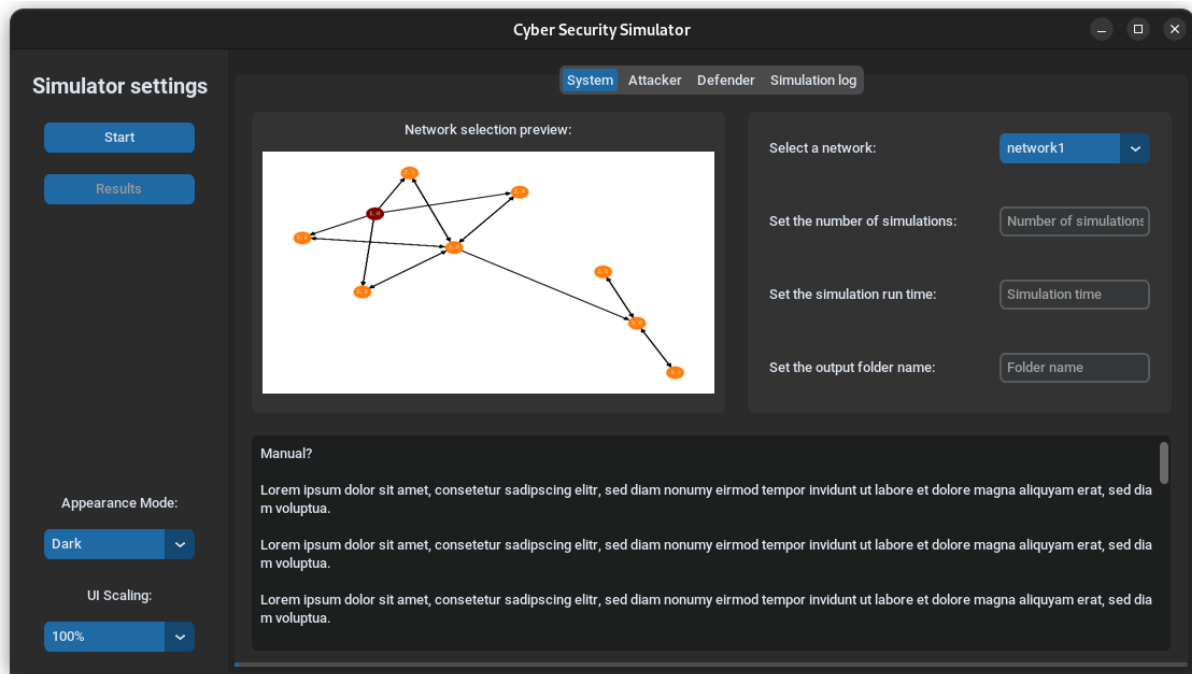 Cyber Security Simulator
Simulator settings
Start
Results
Appearance Mode:
Dark
UI Scaling:
100%
System Attacker Defender Simulation log
Network selection preview:
Select a network:
network1
Set the number of simulations:
Number of simulations
Set the simulation run time:
Simulation time
Set the output folder name:
Folder name
Manual?
Lorem ipsum dolor sit amet, consetetur sadipscing elitr, sed diam nonumy eirmod tempor invidunt ut labore et dolore magna aliquyam erat, sed dia
m voluptua.
Lorem ipsum dolor sit amet, consetetur sadipscing elitr, sed diam nonumy eirmod tempor invidunt ut labore et dolore magna aliquyam erat, sed dia
m voluptua.
Lorem ipsum dolor sit amet, consetetur sadipscing elitr, sed diam nonumy eirmod tempor invidunt ut labore et dolore magna aliquyam erat, sed dia
m voluptua.